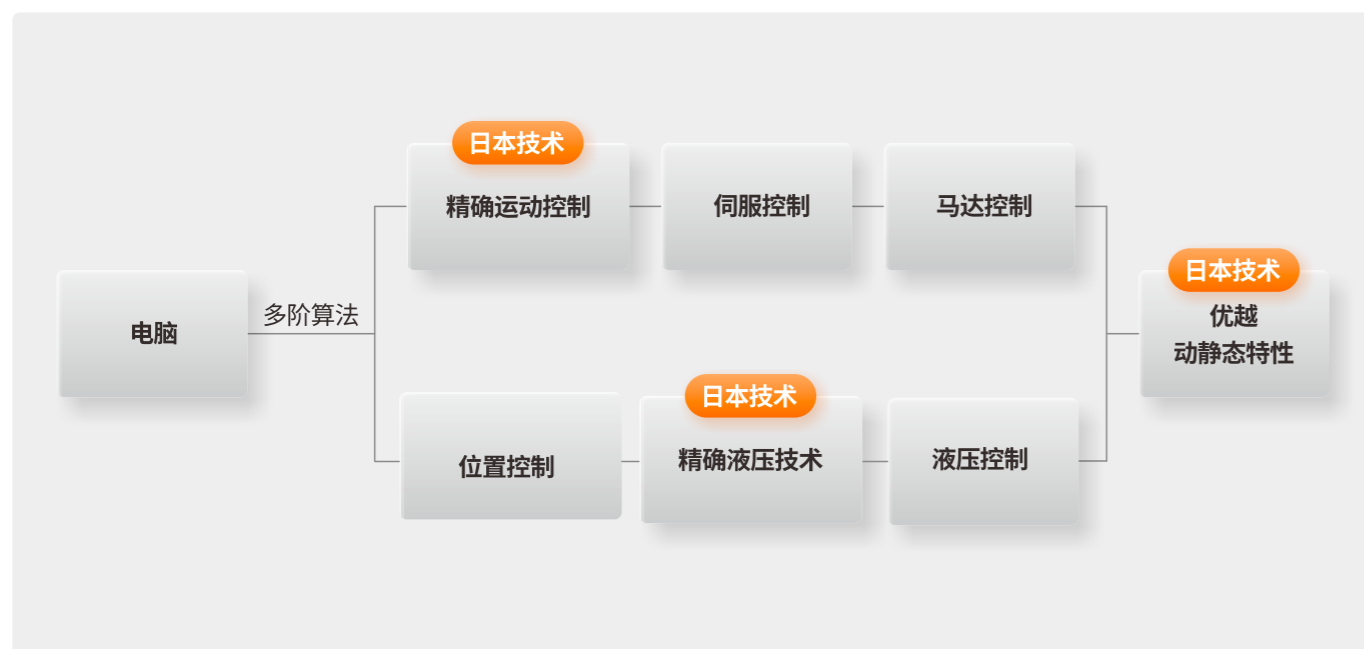 日本技术
精确运动控制
伺服控制
马达控制
电脑
多阶算法
日本技术
优越
动静态特性
位置控制
日本技术
精确液压技术
液压控制